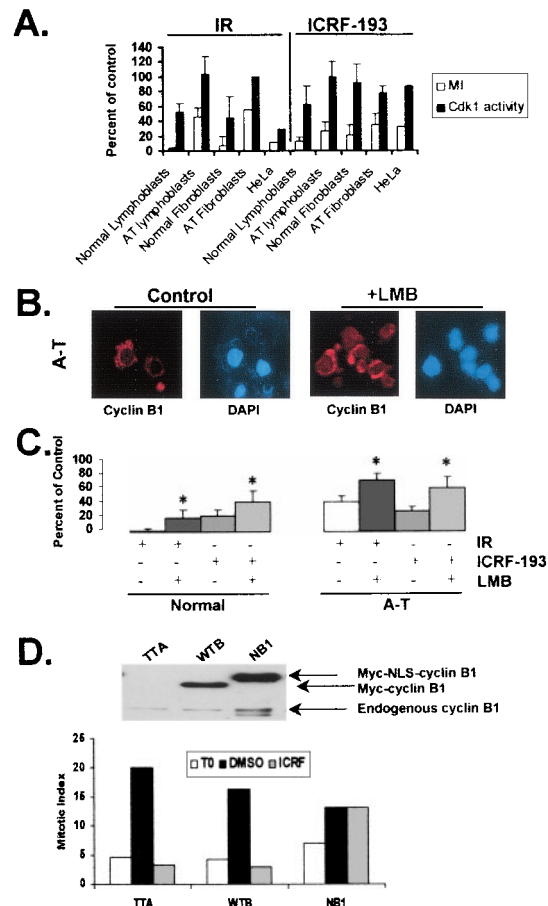 A.
IR
ICRF-193
Percent of control
140
120
100
80
60
40
20
0
MI
Cdk1 activity
Normal Lymphoblasts
AT lymphoblasts
Normal Fibroblasts
AT Fibroblasts
HeLa
Normal Lymphoblasts
AT lymphoblasts
Normal Fibroblasts
AT Fibroblasts
HeLa
B.
Control
+LMB
A-T
Cyclin B1
DAPI
Cyclin B1
DAPI
C.
Percent of Control
100
80
60
40
20
0
* * * *
+ + - - + + - - IR
- - + + - - + + ICRF-193
- + - + - + - + LMB
Normal
A-T
D.
TTA
WTB
NB1
Myc-NLS-cyclin B1
Myc-cyclin B1
Endogenous cyclin B1
Mitotic Index
25
20
15
10
5
0
T0 DMSO ICRF
TTA
WTB
NB1